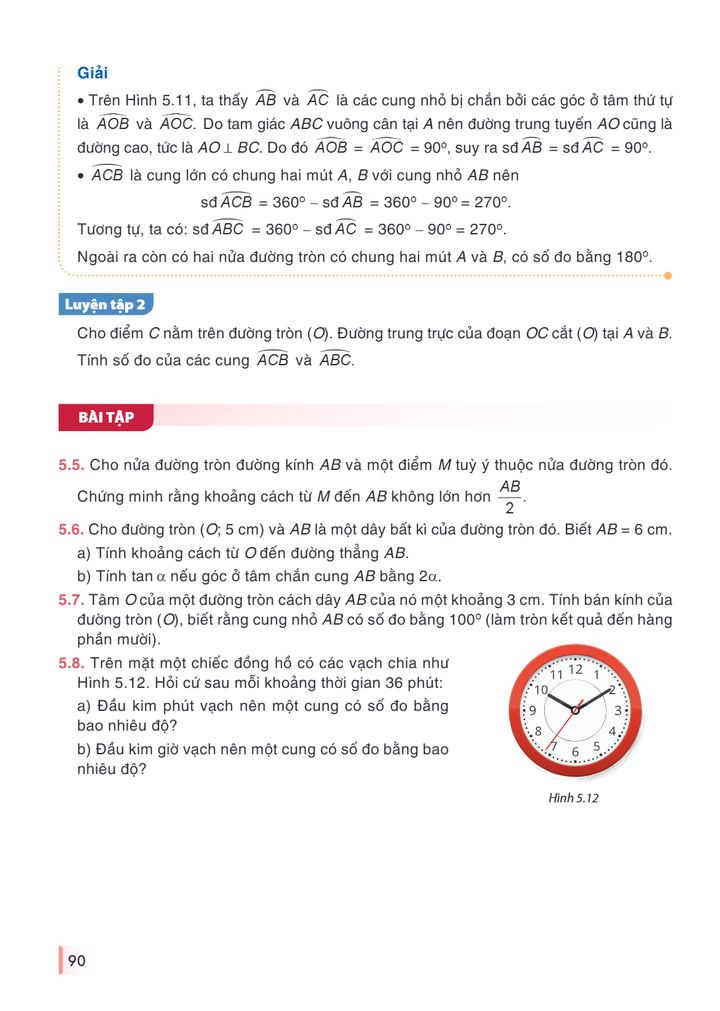 Giải
• Trên Hình 5.11, ta thấy AB và AC là các cung nhỏ bị chắn bởi các góc ở tâm thứ tự
là AOB và AOC. Do tam giác ABC vuông cân tại A nên đường trung tuyến AO cũng là
đường cao, tức là AO ⊥ BC. Do đó AOB = AOC = 90º, suy ra sđ AB = sđ AC = 90º.
• ACB là cung lớn có chung hai mút A, B với cung nhỏ AB nên
sđ ACB = 360º – sđ AB = 360º – 90º = 270º.
Tương tự, ta có: sđ ABC = 360º – sđ AC = 360º – 90º = 270º.
Ngoài ra còn có hai nửa đường tròn có chung hai mút A và B, có số đo bằng 180º.
Luyện tập 2
Cho điểm C nằm trên đường tròn (O). Đường trung trực của đoạn OC cắt (O) tại A và B.
Tính số đo của các cung ACB và ABC.
BÀI TẬP
5.5. Cho nửa đường tròn đường kính AB và một điểm M tuỳ ý thuộc nửa đường tròn đó.
Chứng minh rằng khoảng cách từ M đến AB không lớn hơn AB/2.
5.6. Cho đường tròn (O; 5 cm) và AB là một dây bất kì của đường tròn đó. Biết AB = 6 cm.
a) Tính khoảng cách từ O đến đường thẳng AB.
b) Tính tan α nếu góc ở tâm chắn cung AB bằng 2α.
5.7. Tâm O của một đường tròn cách dây AB của nó một khoảng 3 cm. Tính bán kính của
đường tròn (O), biết rằng cung nhỏ AB có số đo bằng 100º (làm tròn kết quả đến hàng
phần mười).
5.8. Trên mặt một chiếc đồng hồ có các vạch chia như
Hình 5.12. Hỏi cứ sau mỗi khoảng thời gian 36 phút:
a) Đầu kim phút vạch nên một cung có số đo bằng
bao nhiêu độ?
b) Đầu kim giờ vạch nên một cung có số đo bằng bao
nhiêu độ?
11 12 1
10 2
9 3
8 4
7 6 5
Hình 5.12
90